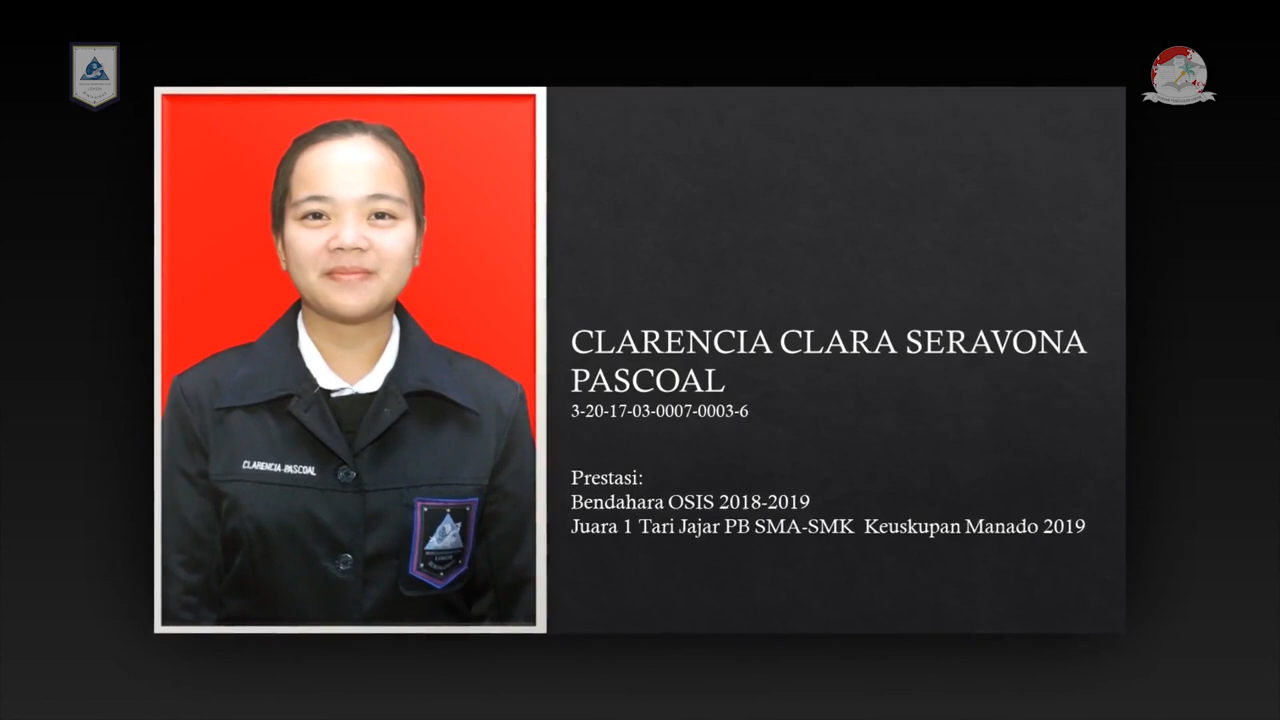 CLARENCIA CLARA SERAVONA
PASCOAL
3-20-17-03-0007-0003-6
Prestasi:
Bendahara OSIS 2018-2019
Juara 1 Tari Jajar PB SMA-SMK Keuskupan Manado 2019
CLARENCIA PASCOAL
LOKON